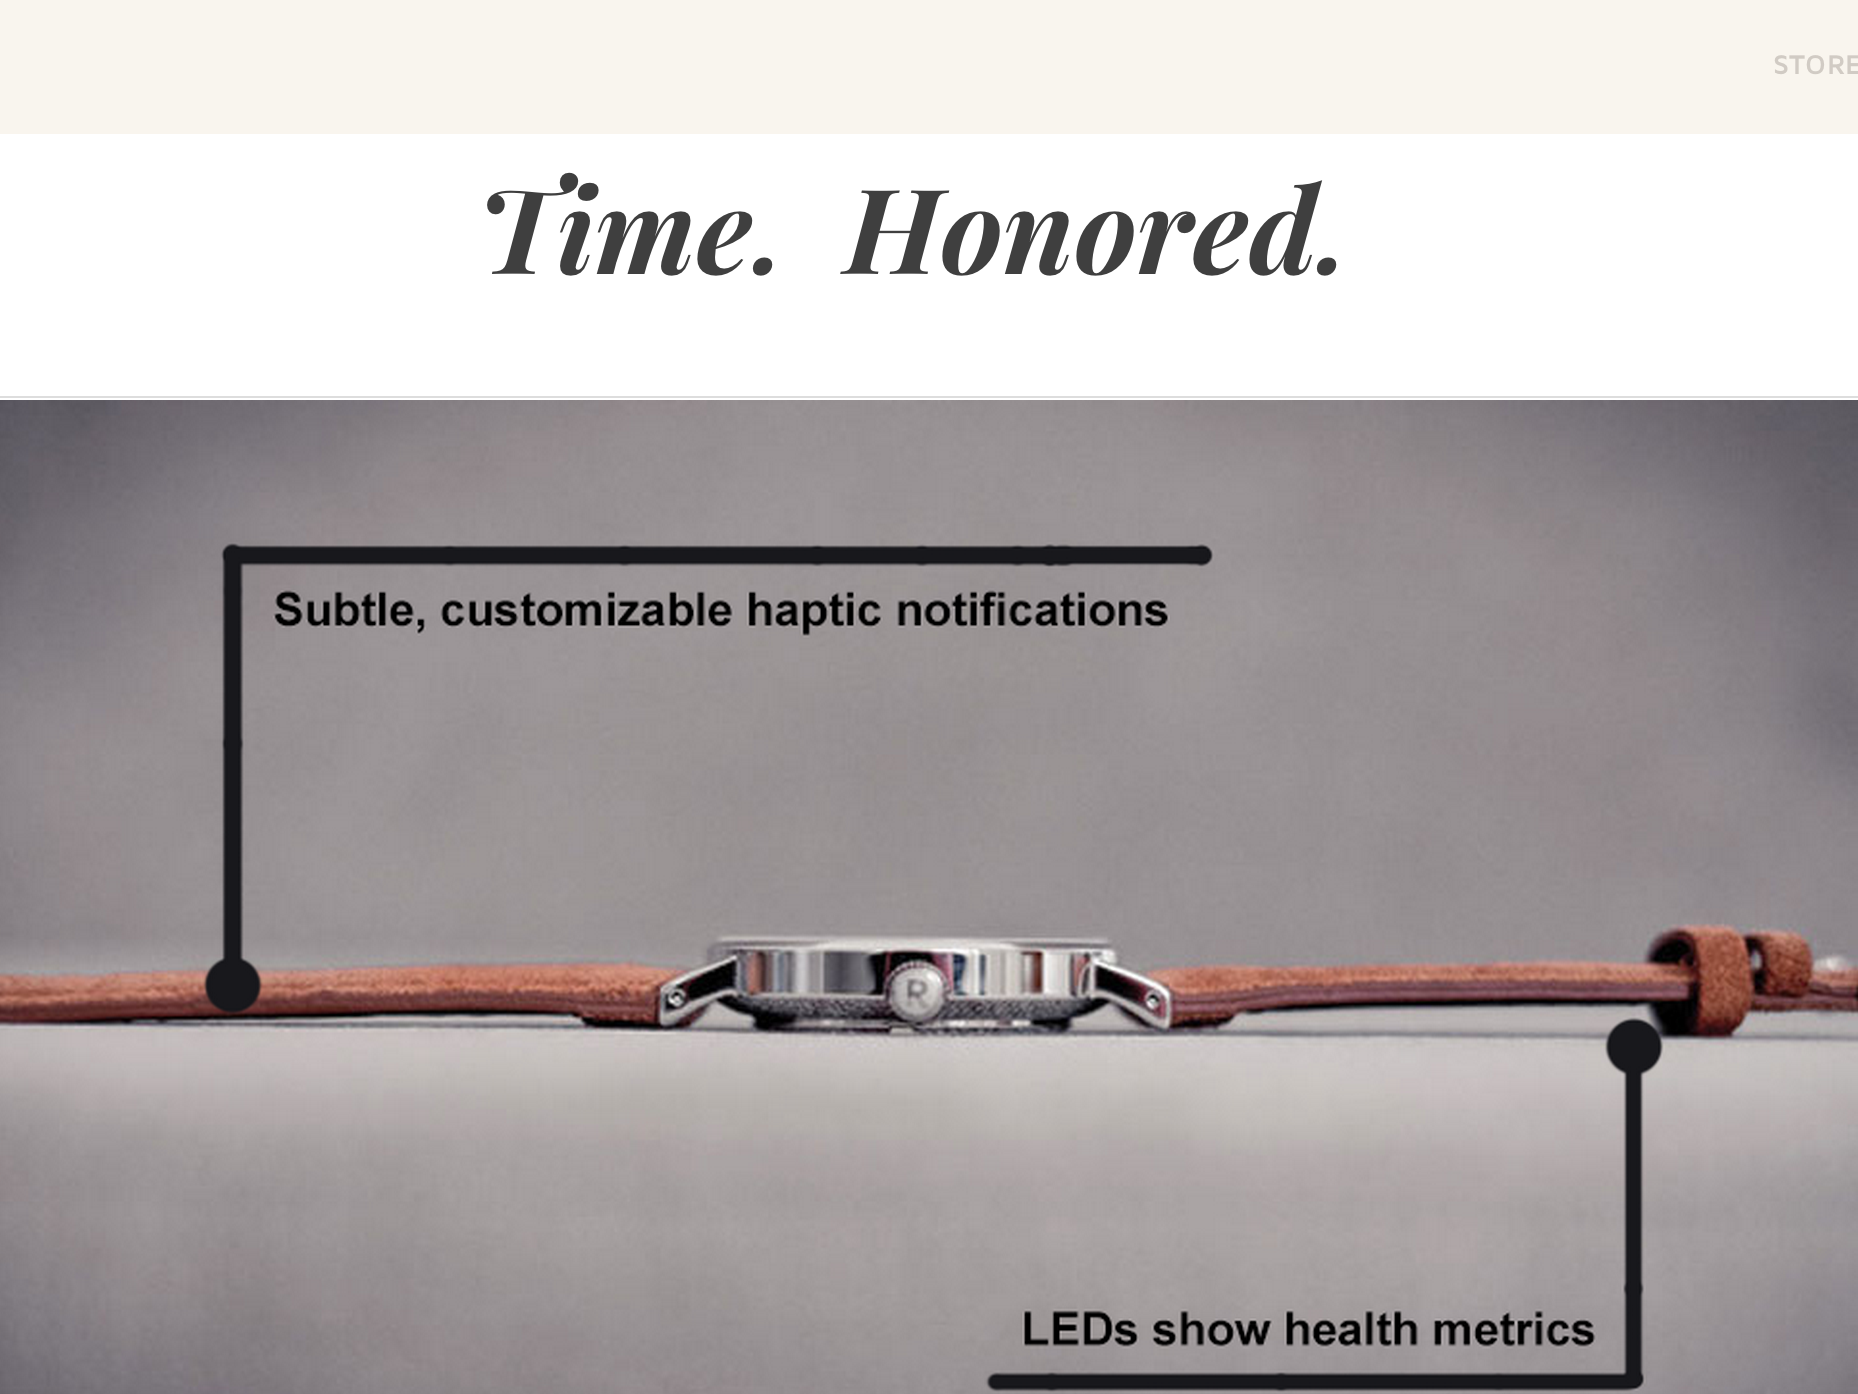 STORE
Time. Honored.
Subtle, customizable haptic notifications
R
LEDs show health metrics